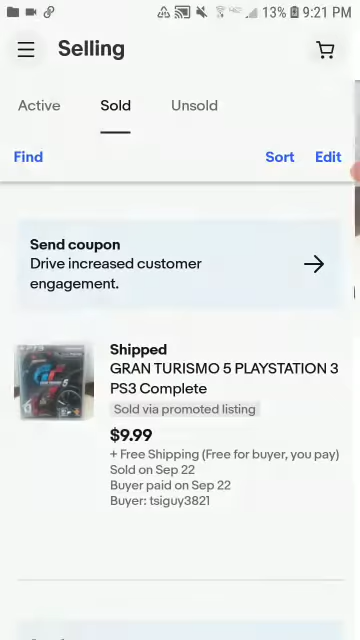 13% 9:21 PM
Selling
Active Sold Unsold
Find Sort Edit
Send coupon
Drive increased customer
engagement.
Shipped
GRAN TURISMO 5 PLAYSTATION 3
PS3 Complete
Sold via promoted listing
$9.99
+ Free Shipping (Free for buyer, you pay)
Sold on Sep 22
Buyer paid on Sep 22
Buyer: tsiguy3821